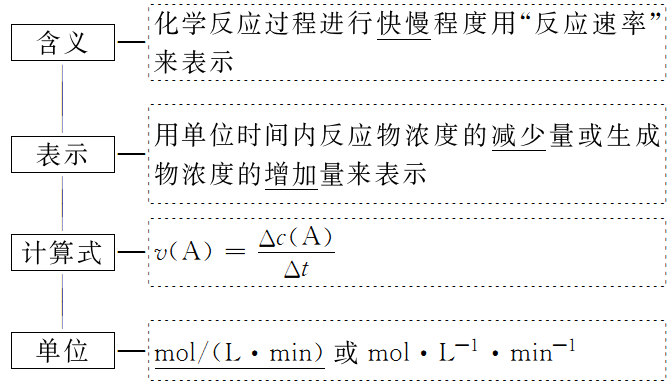 含义
化学反应过程进行快慢程度用“反应速率”
来表示
表示
用单位时间内反应物浓度的减少量或生成
物浓度的增加量来表示
计算式
v(A) = Δc(A)/Δt
单位
mol/(L·min) 或 mol·L⁻¹·min⁻¹